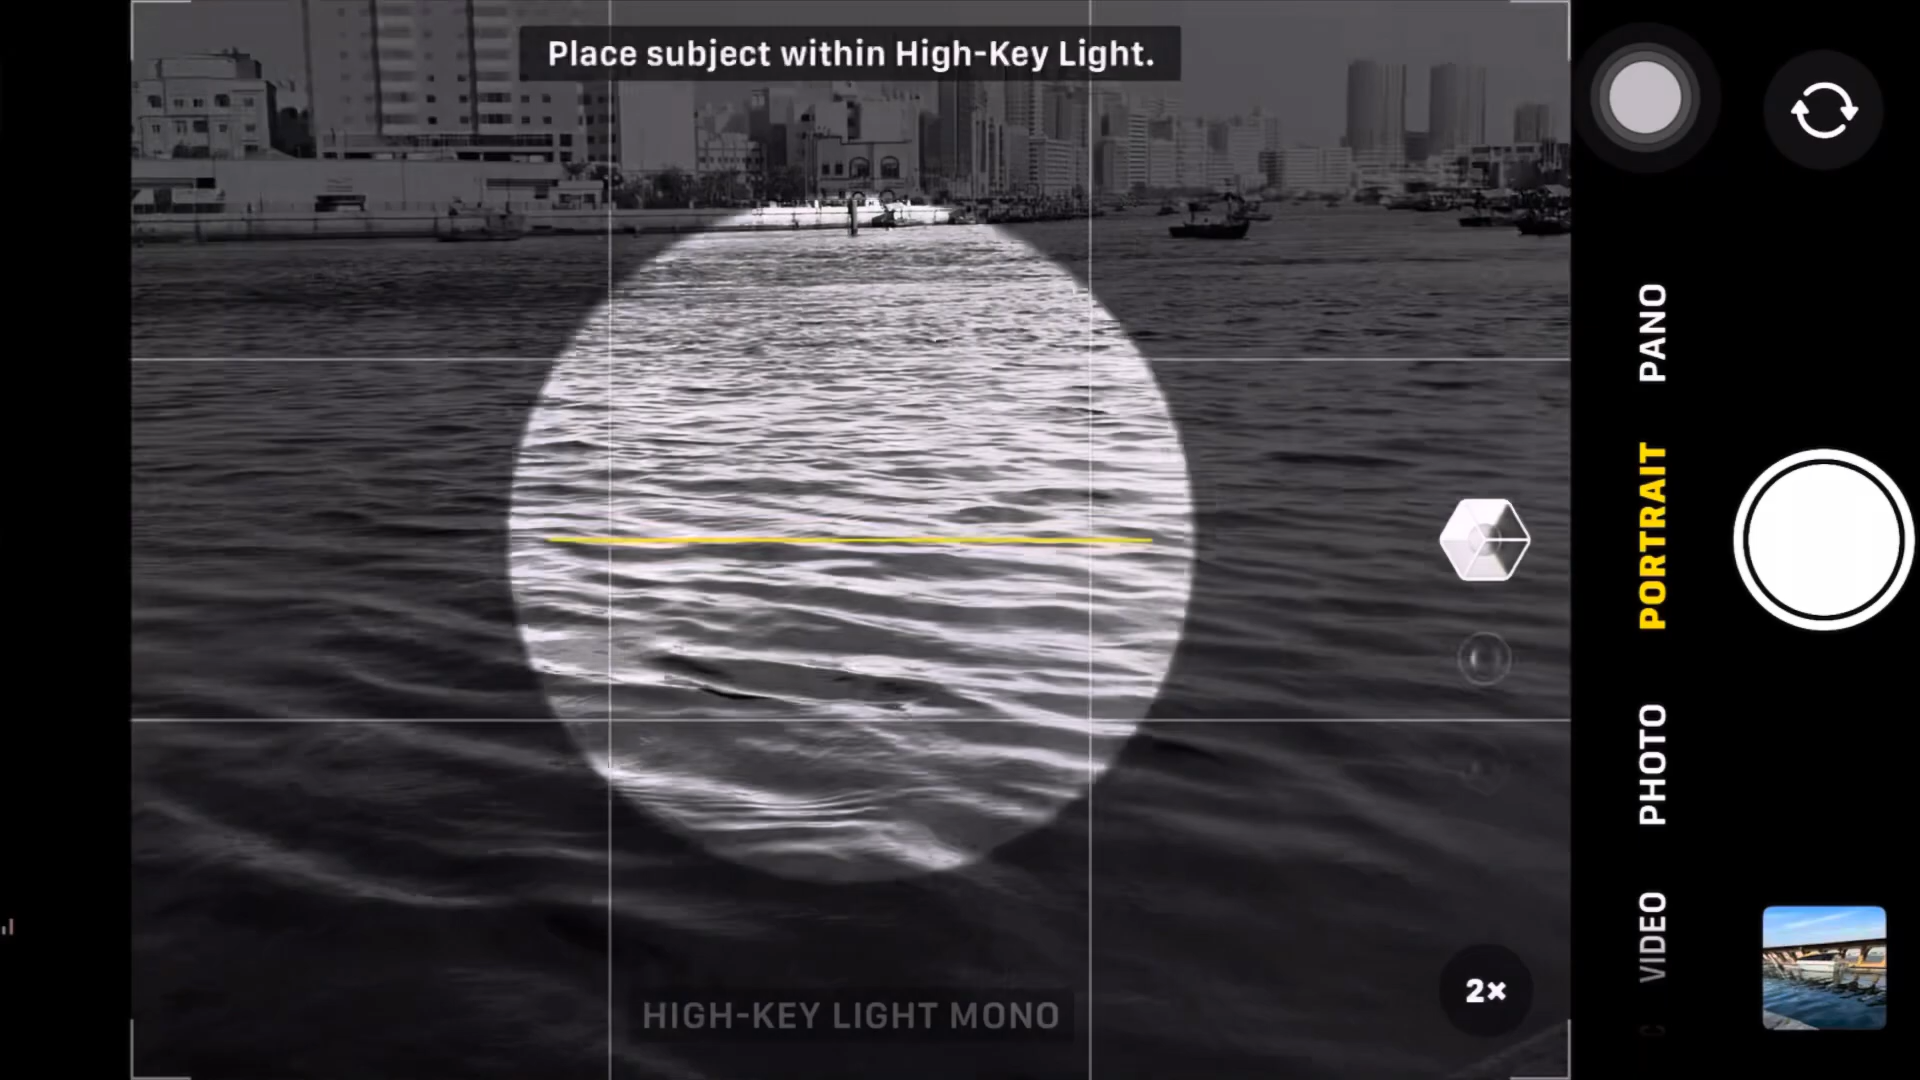 Place subject within High-Key Light.
PANO
PORTRAIT
PHOTO
VIDEO
2×
HIGH-KEY LIGHT MONO